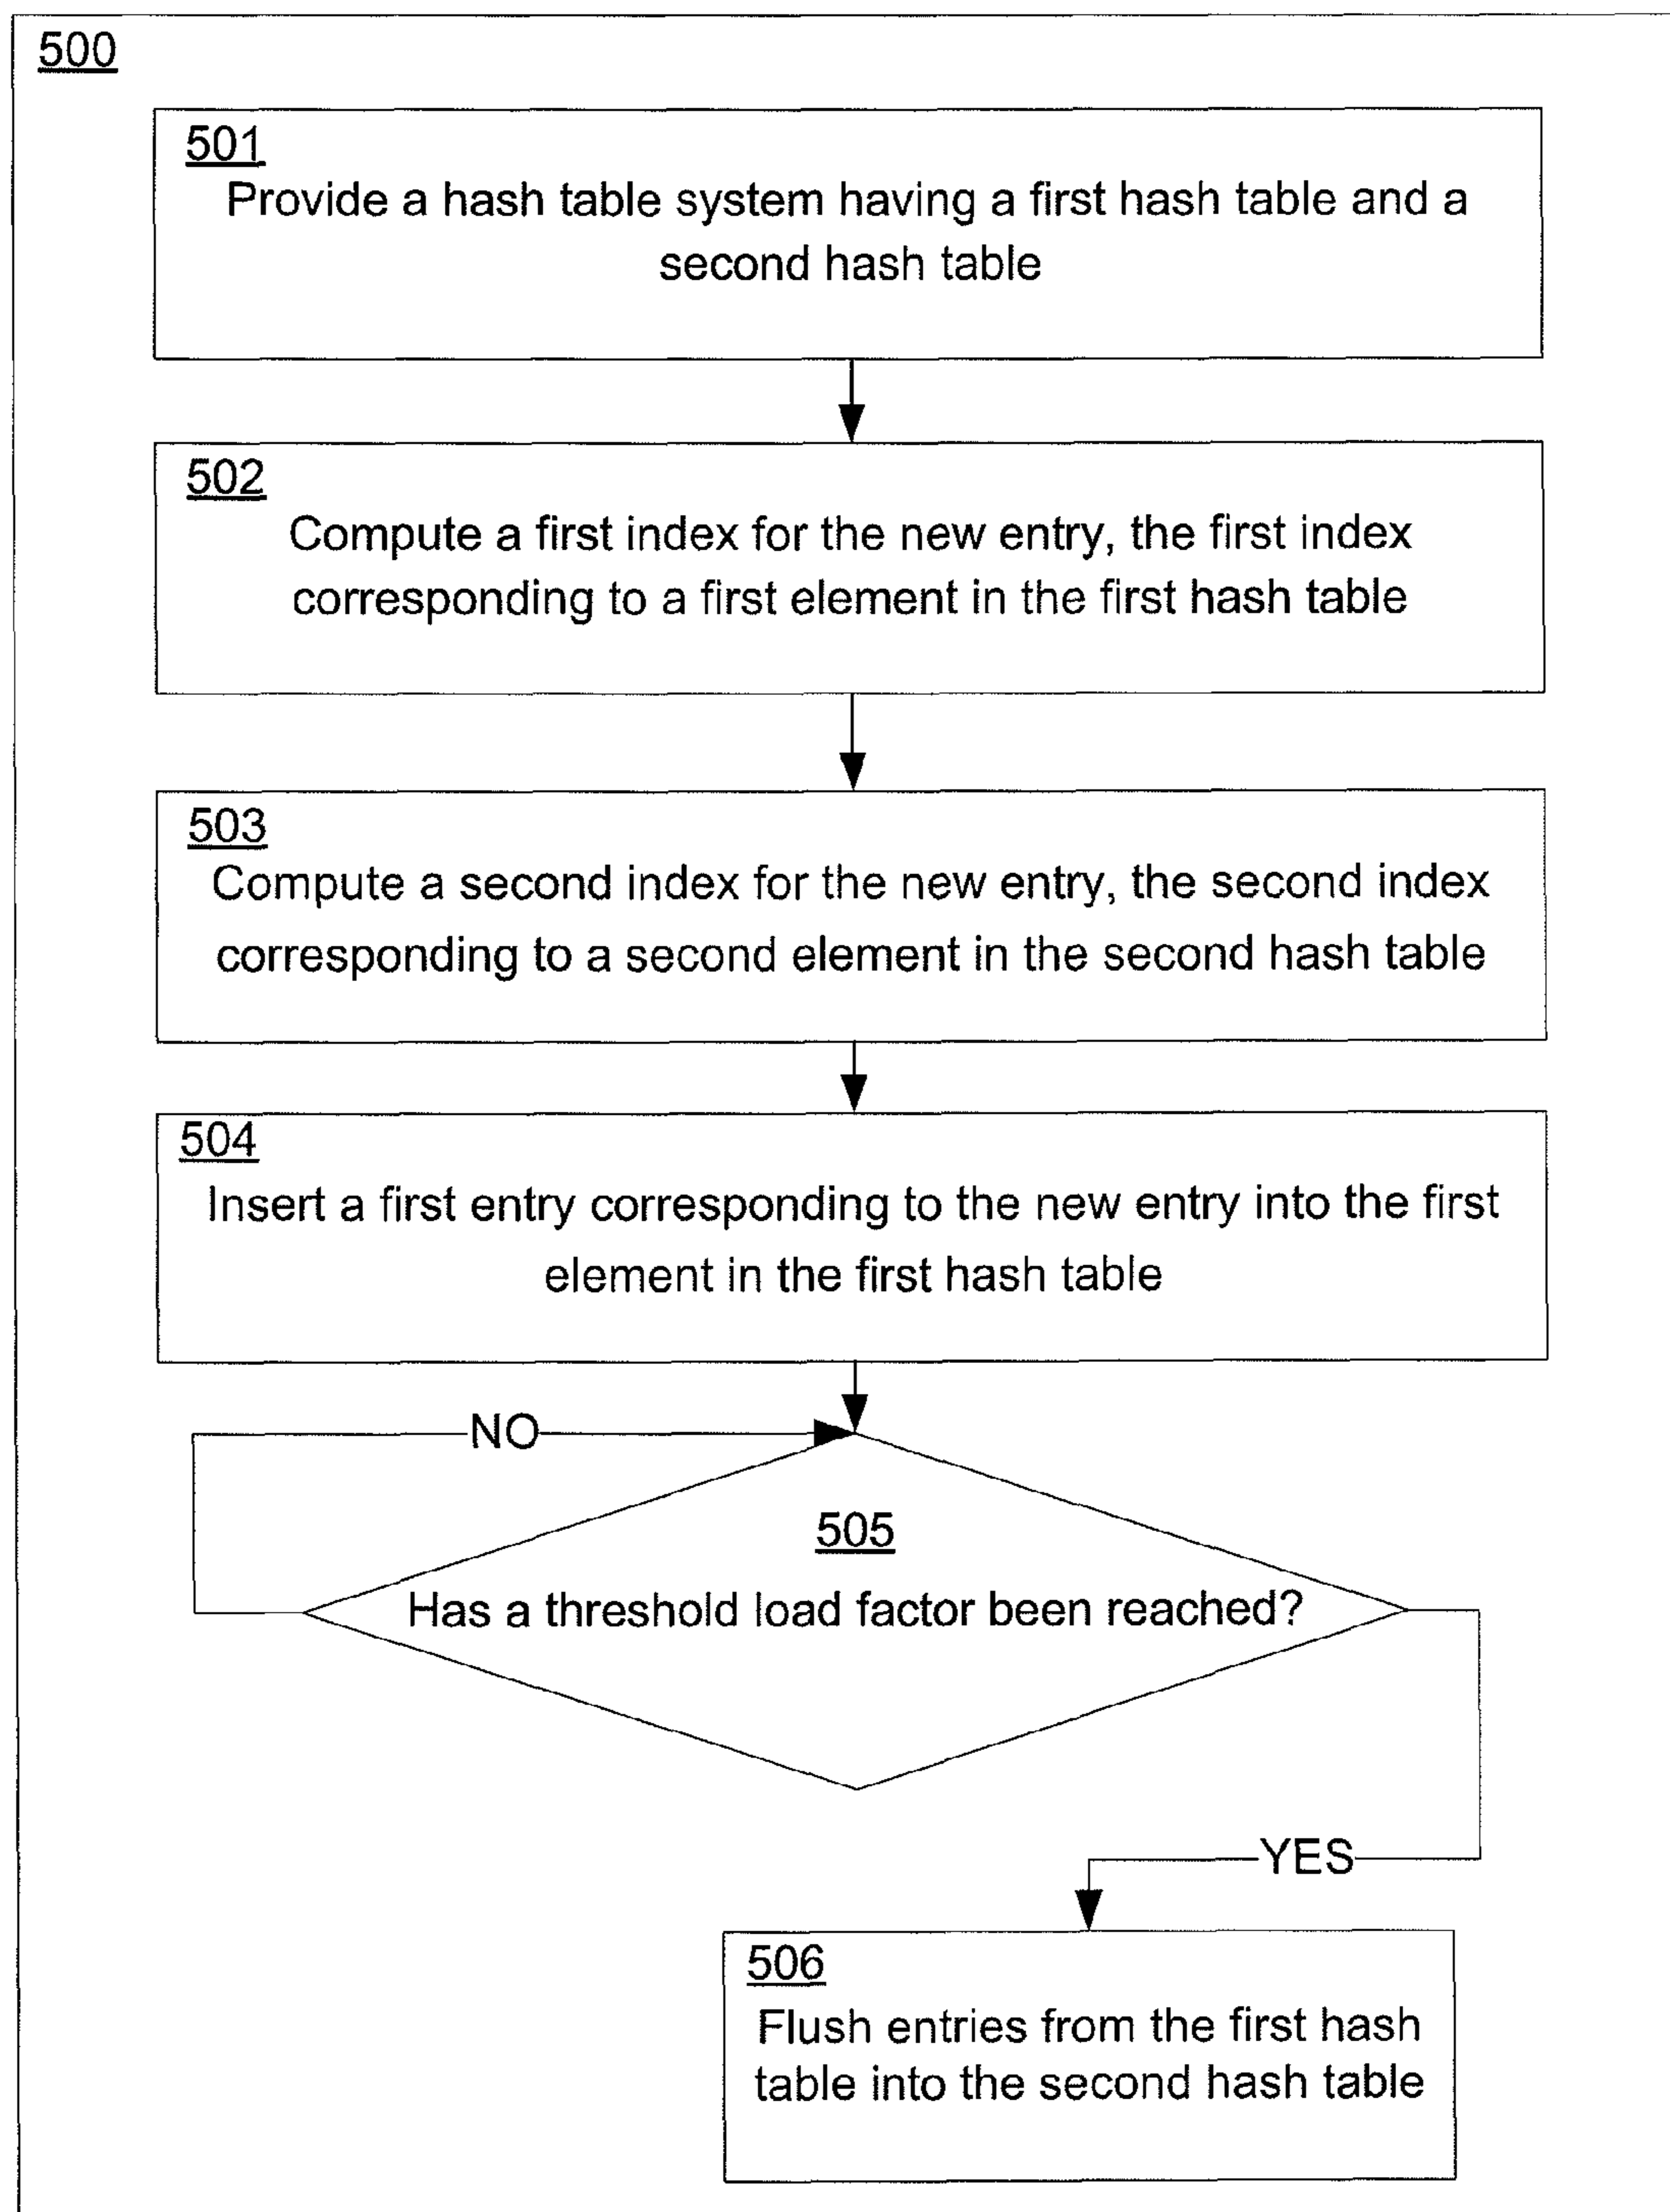 500
501
Provide a hash table system having a first hash table and a
second hash table
502
Compute a first index for the new entry, the first index
corresponding to a first element in the first hash table
503
Compute a second index for the new entry, the second index
corresponding to a second element in the second hash table
504
Insert a first entry corresponding to the new entry into the first
element in the first hash table
NO
505
Has a threshold load factor been reached?
YES
506
Flush entries from the first hash
table into the second hash table